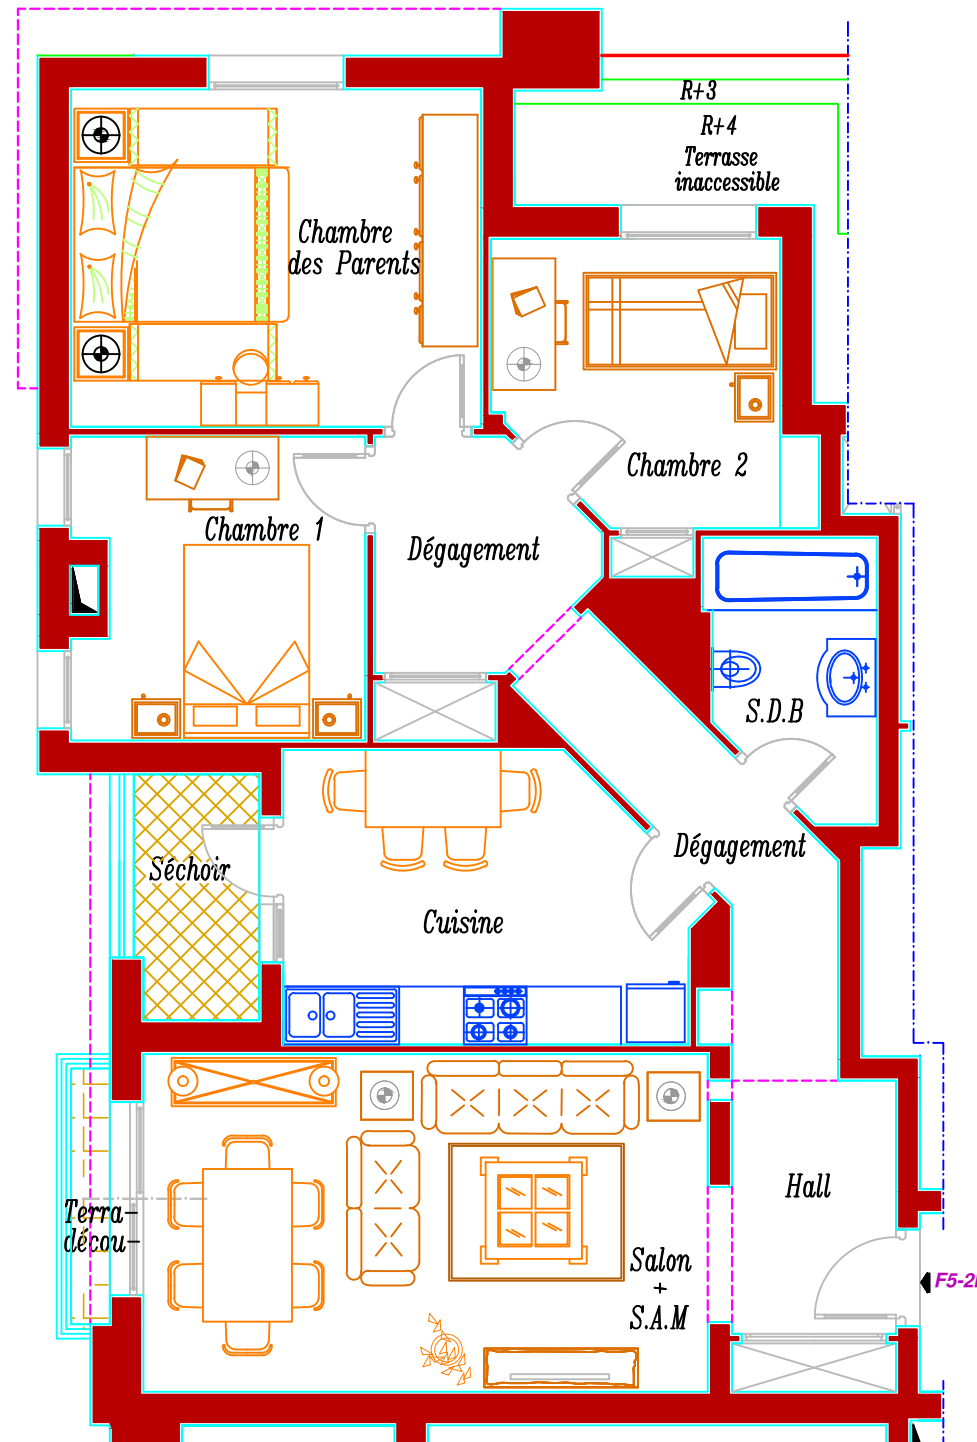 R+3
R+4
Terrasse
inaccessible
Chambre
des Parents
Chambre 2
Chambre 1
Dégagement
S.D.B
Dégagement
Séchoir
Cuisine
Hall
Terra-
décou-
Salon
+
S.A.M